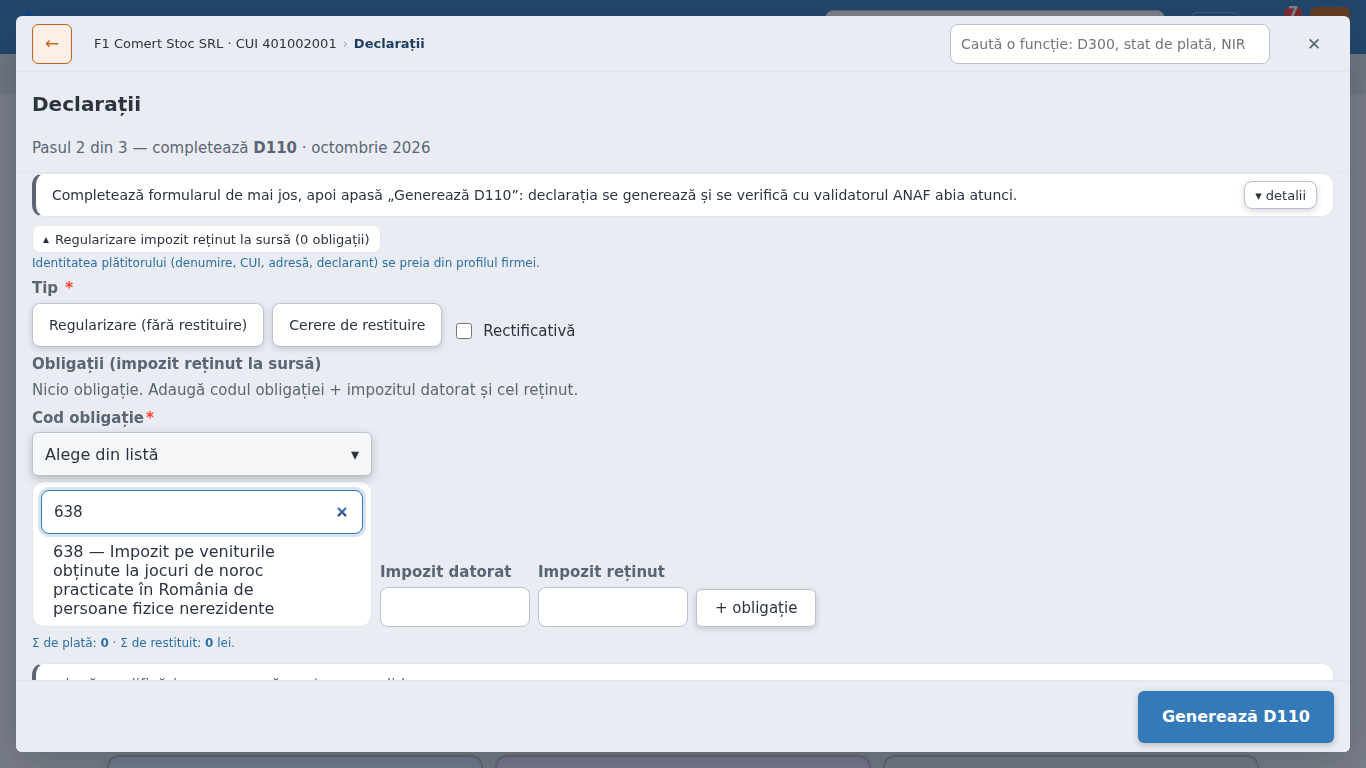 7
←
F1 Comert Stoc SRL · CUI 401002001 › Declarații
Caută o funcție: D300, stat de plată, NIR
✕
Declarații
Pasul 2 din 3 — completează D110 · octombrie 2026
Completează formularul de mai jos, apoi apasă „Generează D110”: declarația se generează și se verifică cu validatorul ANAF abia atunci.
▾ detalii
▴ Regularizare impozit reținut la sursă (0 obligații)
Identitatea plătitorului (denumire, CUI, adresă, declarant) se preia din profilul firmei.
Tip *
Regularizare (fără restituire)
Cerere de restituire
Rectificativă
Obligații (impozit reținut la sursă)
Nicio obligație. Adaugă codul obligației + impozitul datorat și cel reținut.
Cod obligație *
Alege din listă ▾
638 ×
638 — Impozit pe veniturile
obținute la jocuri de noroc
practicate în România de
persoane fizice nerezidente
Impozit datorat
Impozit reținut
+ obligație
Σ de plată: 0 · Σ de restituit: 0 lei.
Generează D110